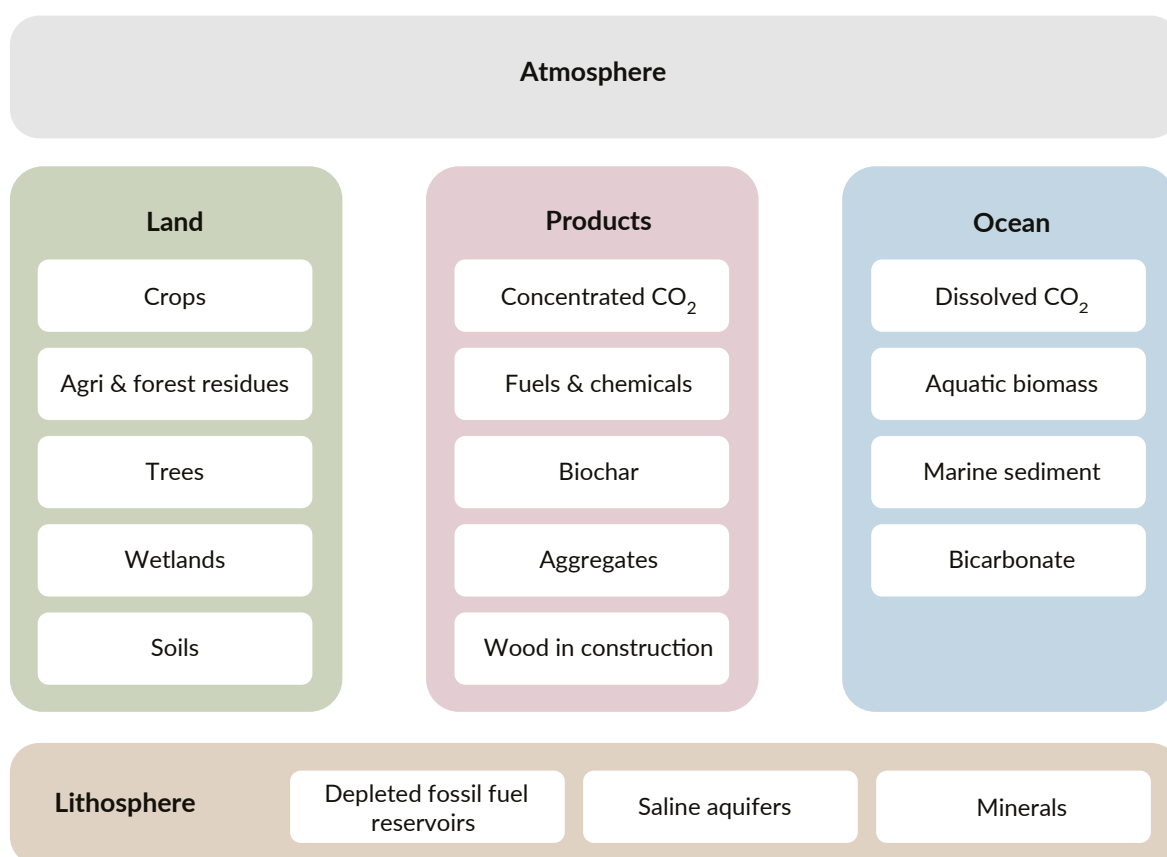 Atmosphere
Land
Crops
Agri & forest residues
Trees
Wetlands
Soils
Products
Concentrated CO₂
Fuels & chemicals
Biochar
Aggregates
Wood in construction
Ocean
Dissolved CO₂
Aquatic biomass
Marine sediment
Bicarbonate
Lithosphere
Depleted fossil fuel
reservoirs
Saline aquifers
Minerals